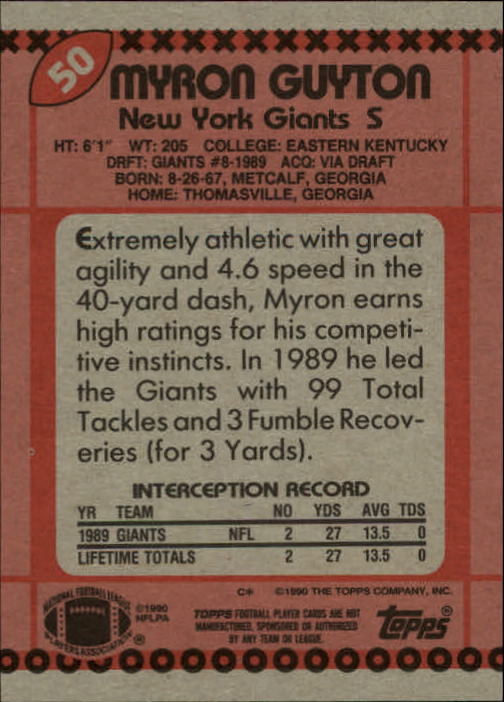 50
MYRON GUYTON
New York Giants S
HT: 6'1" WT: 205 COLLEGE: EASTERN KENTUCKY
DRFT: GIANTS #8-1989 ACQ: VIA DRAFT
BORN: 8-26-67, METCALF, GEORGIA
HOME: THOMASVILLE, GEORGIA
Extremely athletic with great
agility and 4.6 speed in the
40-yard dash, Myron earns
high ratings for his competi-
tive instincts. In 1989 he led
the Giants with 99 Total
Tackles and 3 Fumble Recov-
eries (for 3 Yards).
INTERCEPTION RECORD
YR TEAM NO YDS AVG TDS
1989 GIANTS NFL 2 27 13.5 0
LIFETIME TOTALS 2 27 13.5 0
C* ©1990 THE TOPPS COMPANY, INC.
NATIONAL FOOTBALL LEAGUE
PLAYERS ASSOCIATION ®
©1990
NFLPA
TOPPS FOOTBALL PLAYER CARDS ARE NOT
MANUFACTURED, SPONSORED OR AUTHORIZED
BY ANY TEAM OR LEAGUE.
TOPPS®